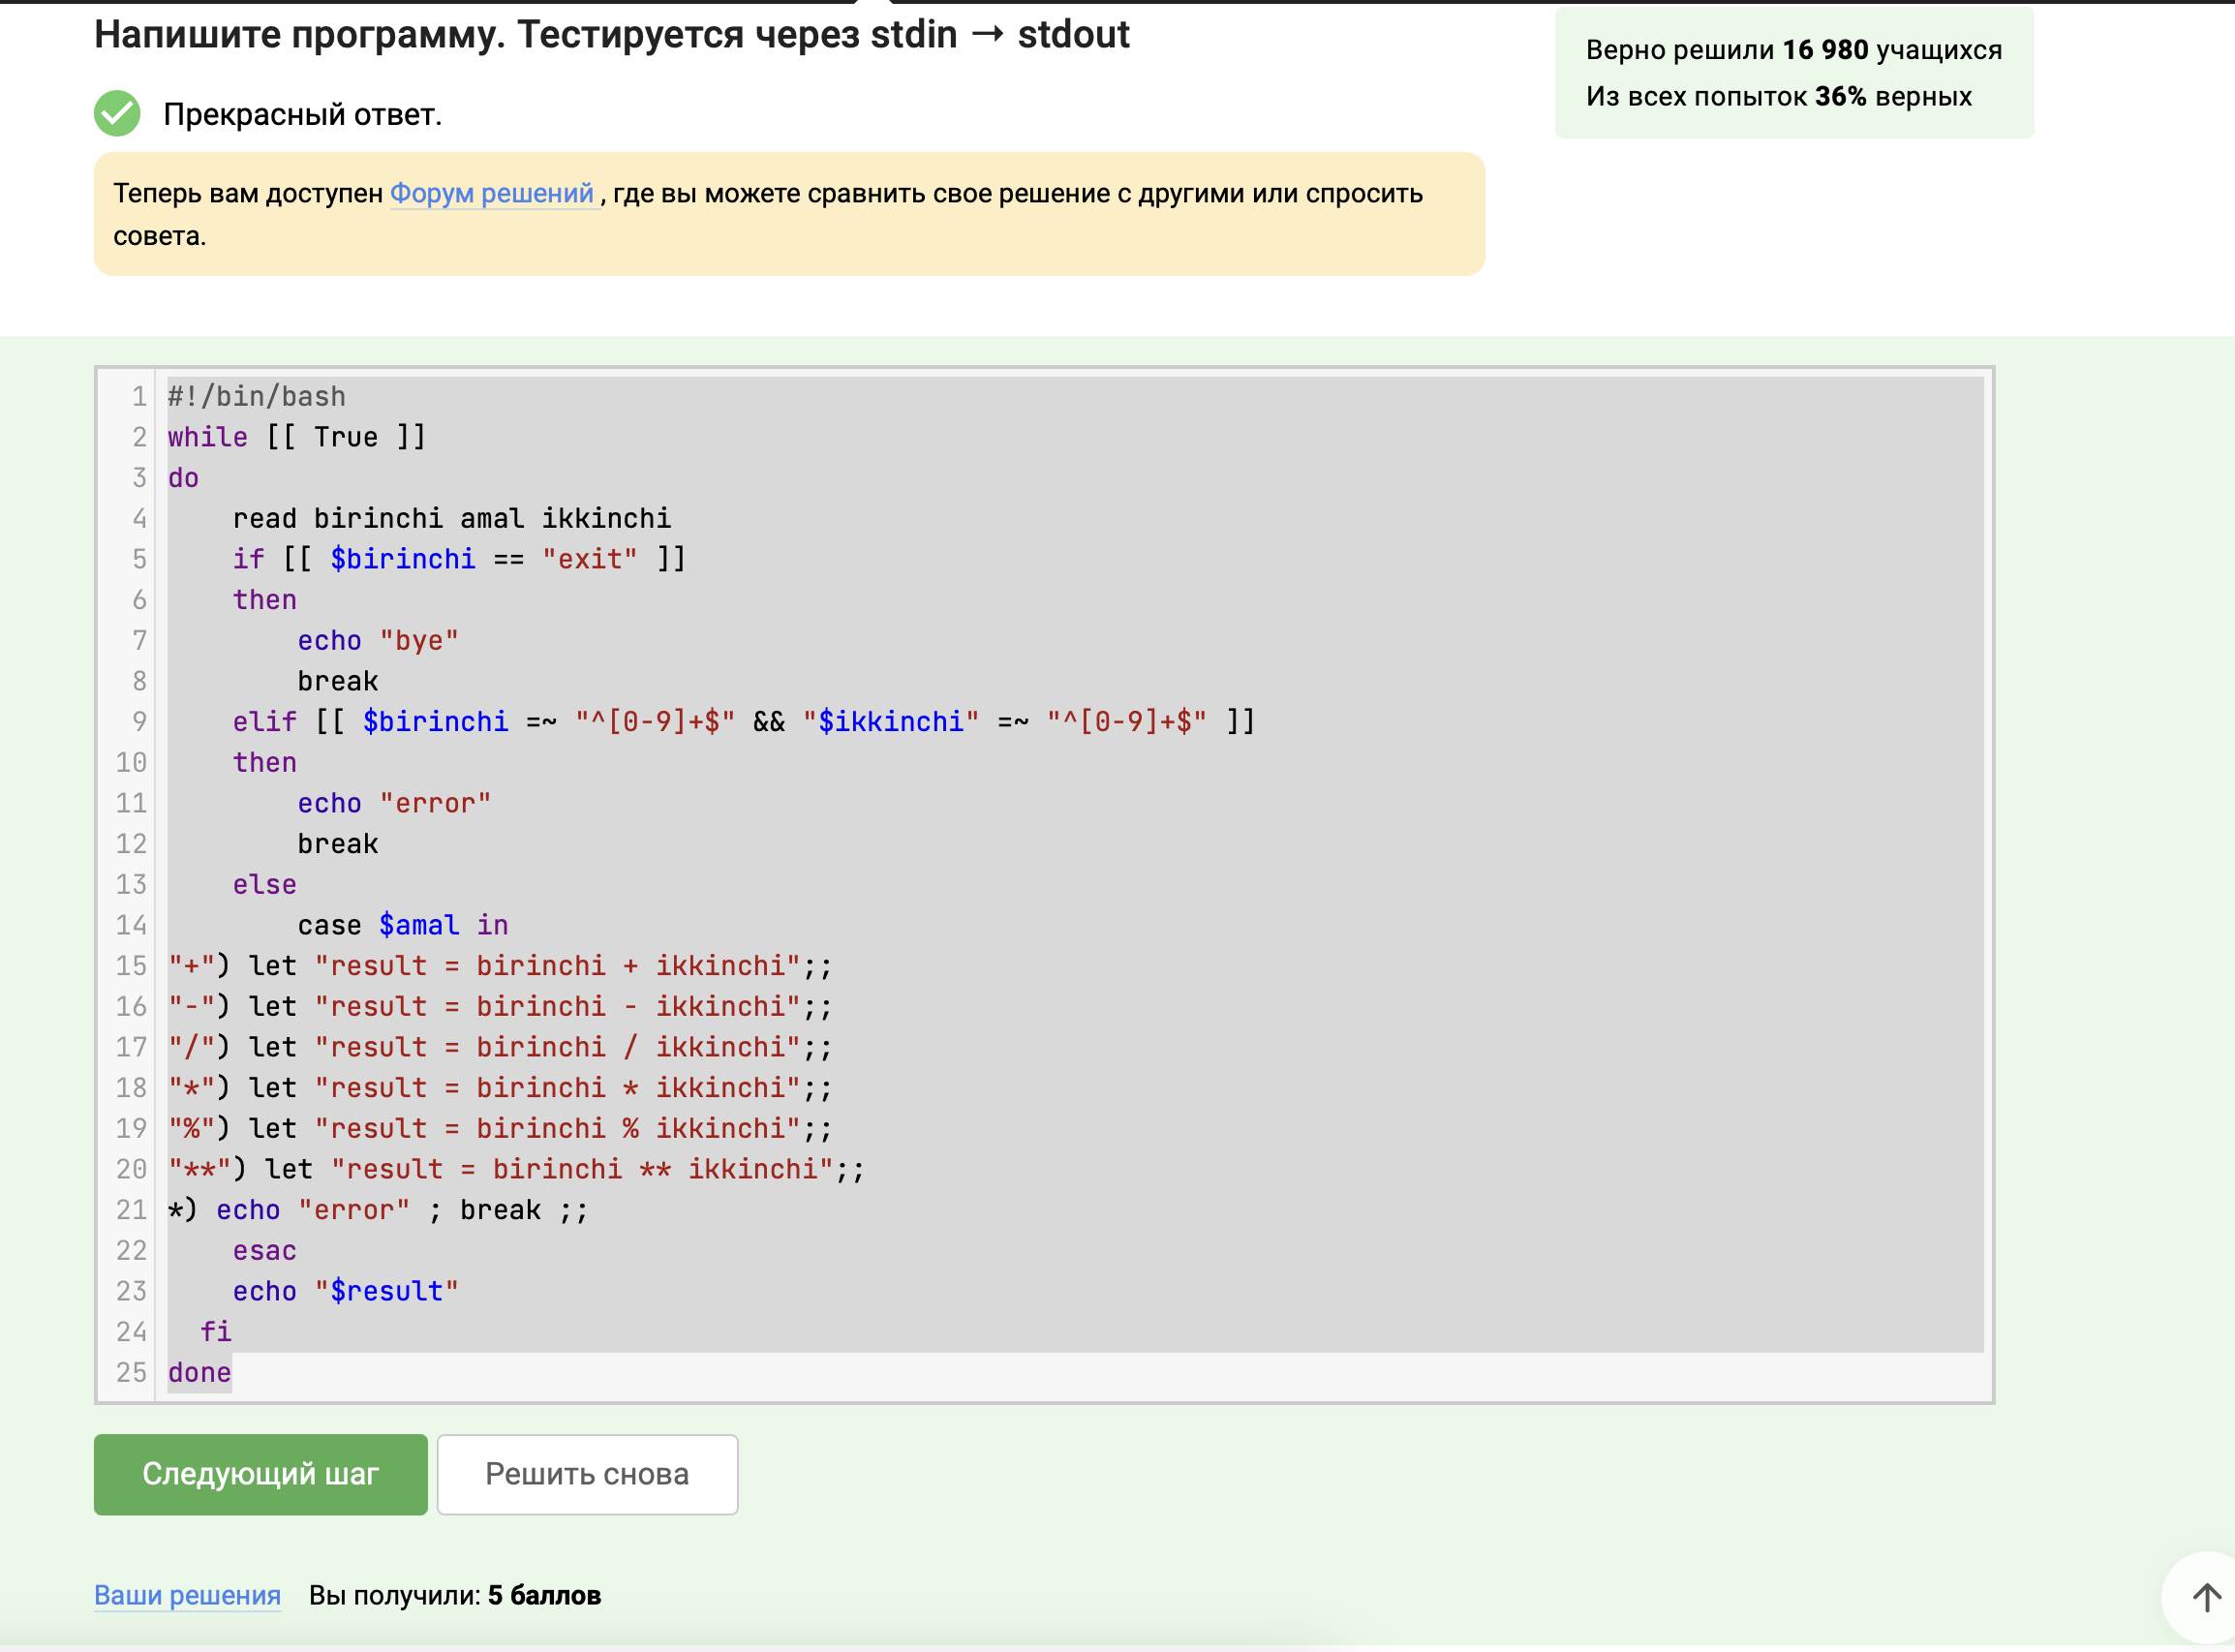 Напишите программу. Тестируется через stdin → stdout
Верно решили 16 980 учащихся
Из всех попыток 36% верных
Прекрасный ответ.
Теперь вам доступен Форум решений , где вы можете сравнить свое решение с другими или спросить
совета.
1 #!/bin/bash
2 while [[ True ]]
3 do
4     read birinchi amal ikkinchi
5     if [[ $birinchi == "exit" ]]
6     then
7         echo "bye"
8         break
9     elif [[ $birinchi =~ "^[0-9]+$" && "$ikkinchi" =~ "^[0-9]+$" ]]
10     then
11         echo "error"
12         break
13     else
14         case $amal in
15 "+") let "result = birinchi + ikkinchi";;
16 "-") let "result = birinchi - ikkinchi";;
17 "/") let "result = birinchi / ikkinchi";;
18 "*") let "result = birinchi * ikkinchi";;
19 "%") let "result = birinchi % ikkinchi";;
20 "**") let "result = birinchi ** ikkinchi";;
21 *) echo "error" ; break ;;
22     esac
23     echo "$result"
24   fi
25 done
Следующий шаг Решить снова
Ваши решения Вы получили: 5 баллов